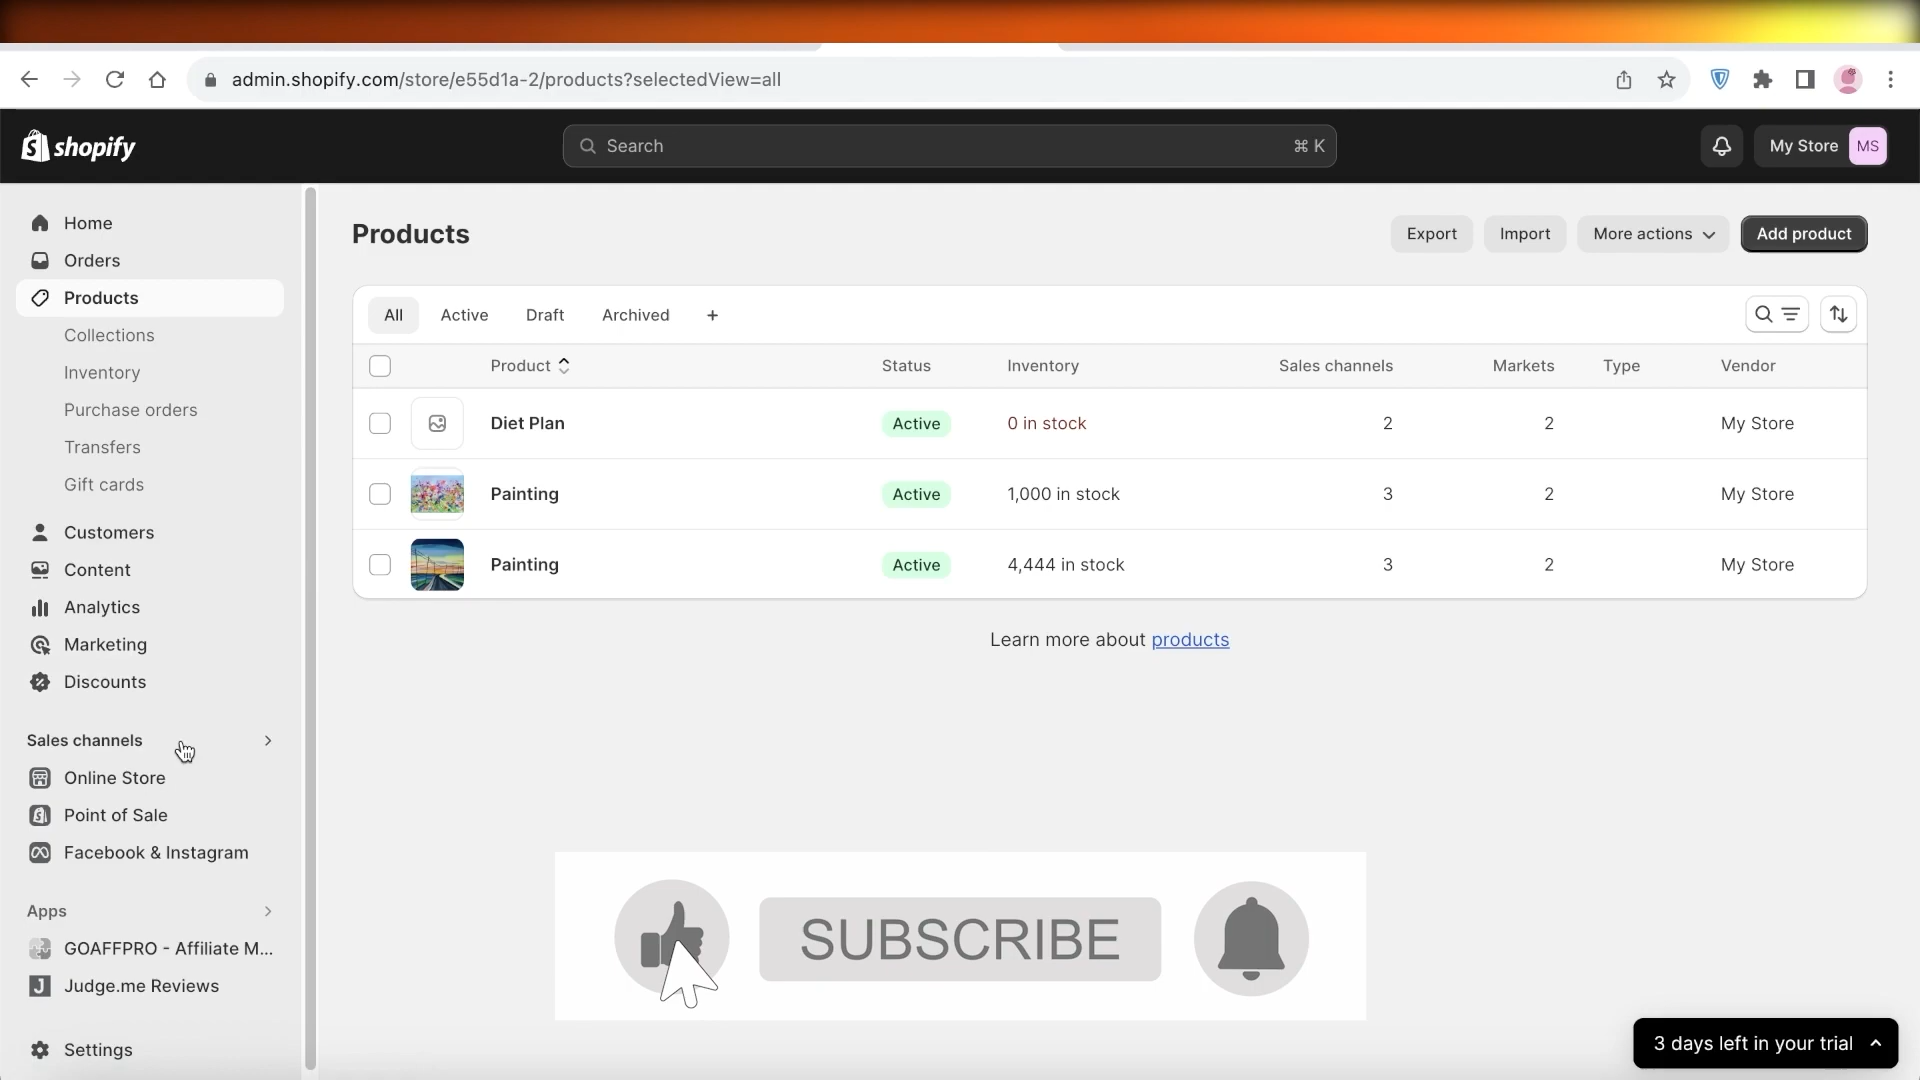 admin.shopify.com/store/e55d1a-2/products?selectedView=all
shopify
Search
⌘ K
My Store
MS
Home
Orders
Products
Collections
Inventory
Purchase orders
Transfers
Gift cards
Customers
Content
Analytics
Marketing
Discounts
Sales channels
Online Store
Point of Sale
Facebook & Instagram
Apps
GOAFFPRO - Affiliate M...
J Judge.me Reviews
Settings
Products
Export
Import
More actions
Add product
All Active Draft Archived +
Product Status Inventory Sales channels Markets Type Vendor
Diet Plan Active 0 in stock 2 2 My Store
Painting Active 1,000 in stock 3 2 My Store
Painting Active 4,444 in stock 3 2 My Store
Learn more about products
SUBSCRIBE
3 days left in your trial